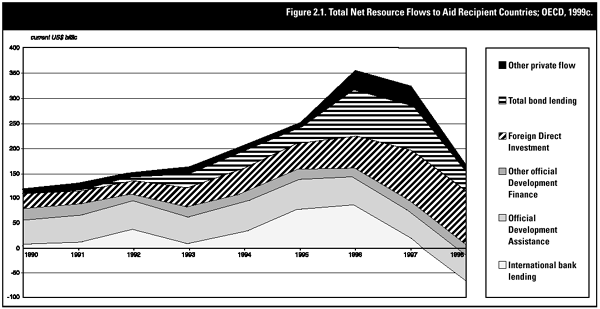 Figure 2.1. Total Net Resource Flows to Aid Recipient Countries; OECD, 1999c.
current US$ billic
400
350
300
250
200
150
100
50
0
-50
-100
1990 1991 1992 1993 1994 1995 1996 1997 1998
Other private flow
Total bond lending
Foreign Direct
Investment
Other official
Development
Finance
Official
Development
Assistance
International bank
lending